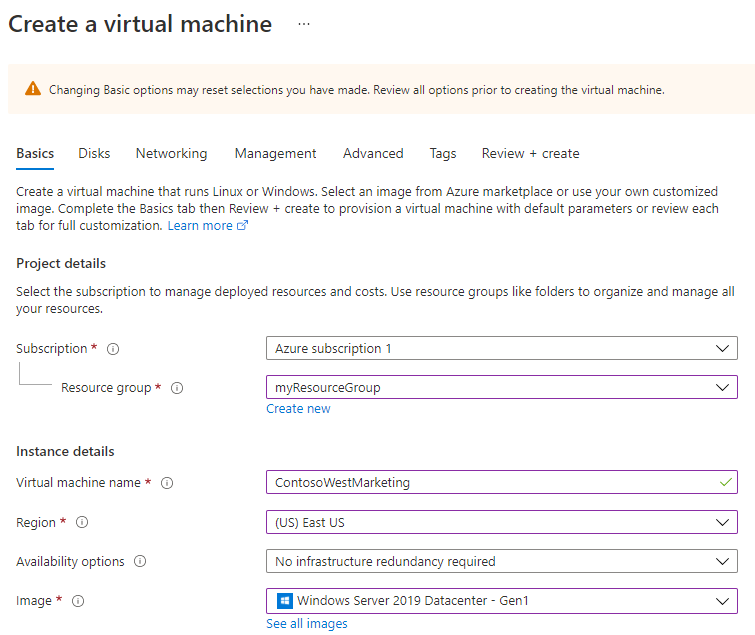 Create a virtual machine ...
Changing Basic options may reset selections you have made. Review all options prior to creating the virtual machine.
Basics Disks Networking Management Advanced Tags Review + create
Create a virtual machine that runs Linux or Windows. Select an image from Azure marketplace or use your own customized
image. Complete the Basics tab then Review + create to provision a virtual machine with default parameters or review each
tab for full customization. Learn more
Project details
Select the subscription to manage deployed resources and costs. Use resource groups like folders to organize and manage all
your resources.
Subscription * Azure subscription 1
Resource group * myResourceGroup
Create new
Instance details
Virtual machine name * ContosoWestMarketing
Region * (US) East US
Availability options No infrastructure redundancy required
Image * Windows Server 2019 Datacenter - Gen1
See all images